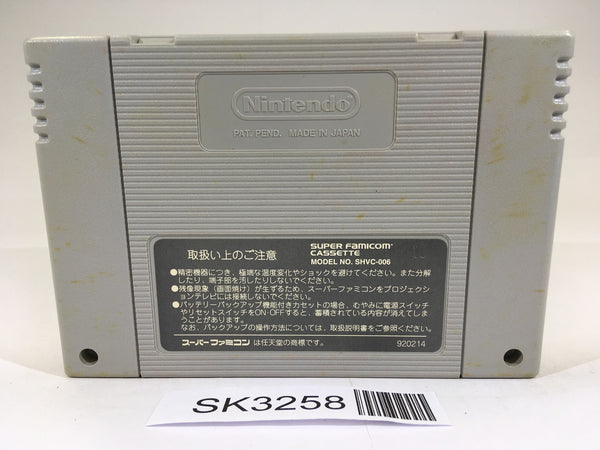 Nintendo
PAT. PEND. MADE IN JAPAN
取扱い上のご注意
SUPER FAMICOM
CASSETTE
MODEL NO. SHVC-006
●精密機器につき、極端な温度変化やショックを避けてください。また分解
したり、端子部を汚したりしないでください。
●残像現象(画面焼け)が生ずるため、スーパーファミコンをプロジェクシ
ョンテレビには接続しないでください。
●バッテリーバックアップ機能付きカセットの場合、むやみに電源スイッチ
やリセットスイッチをON・OFFすると、蓄積されている内容が消えてしま
うことがあります。
なお、バックアップの操作方法については、取扱説明書をご参照ください。
スーパーファミコン は任天堂の商標です。
920214
SK3258